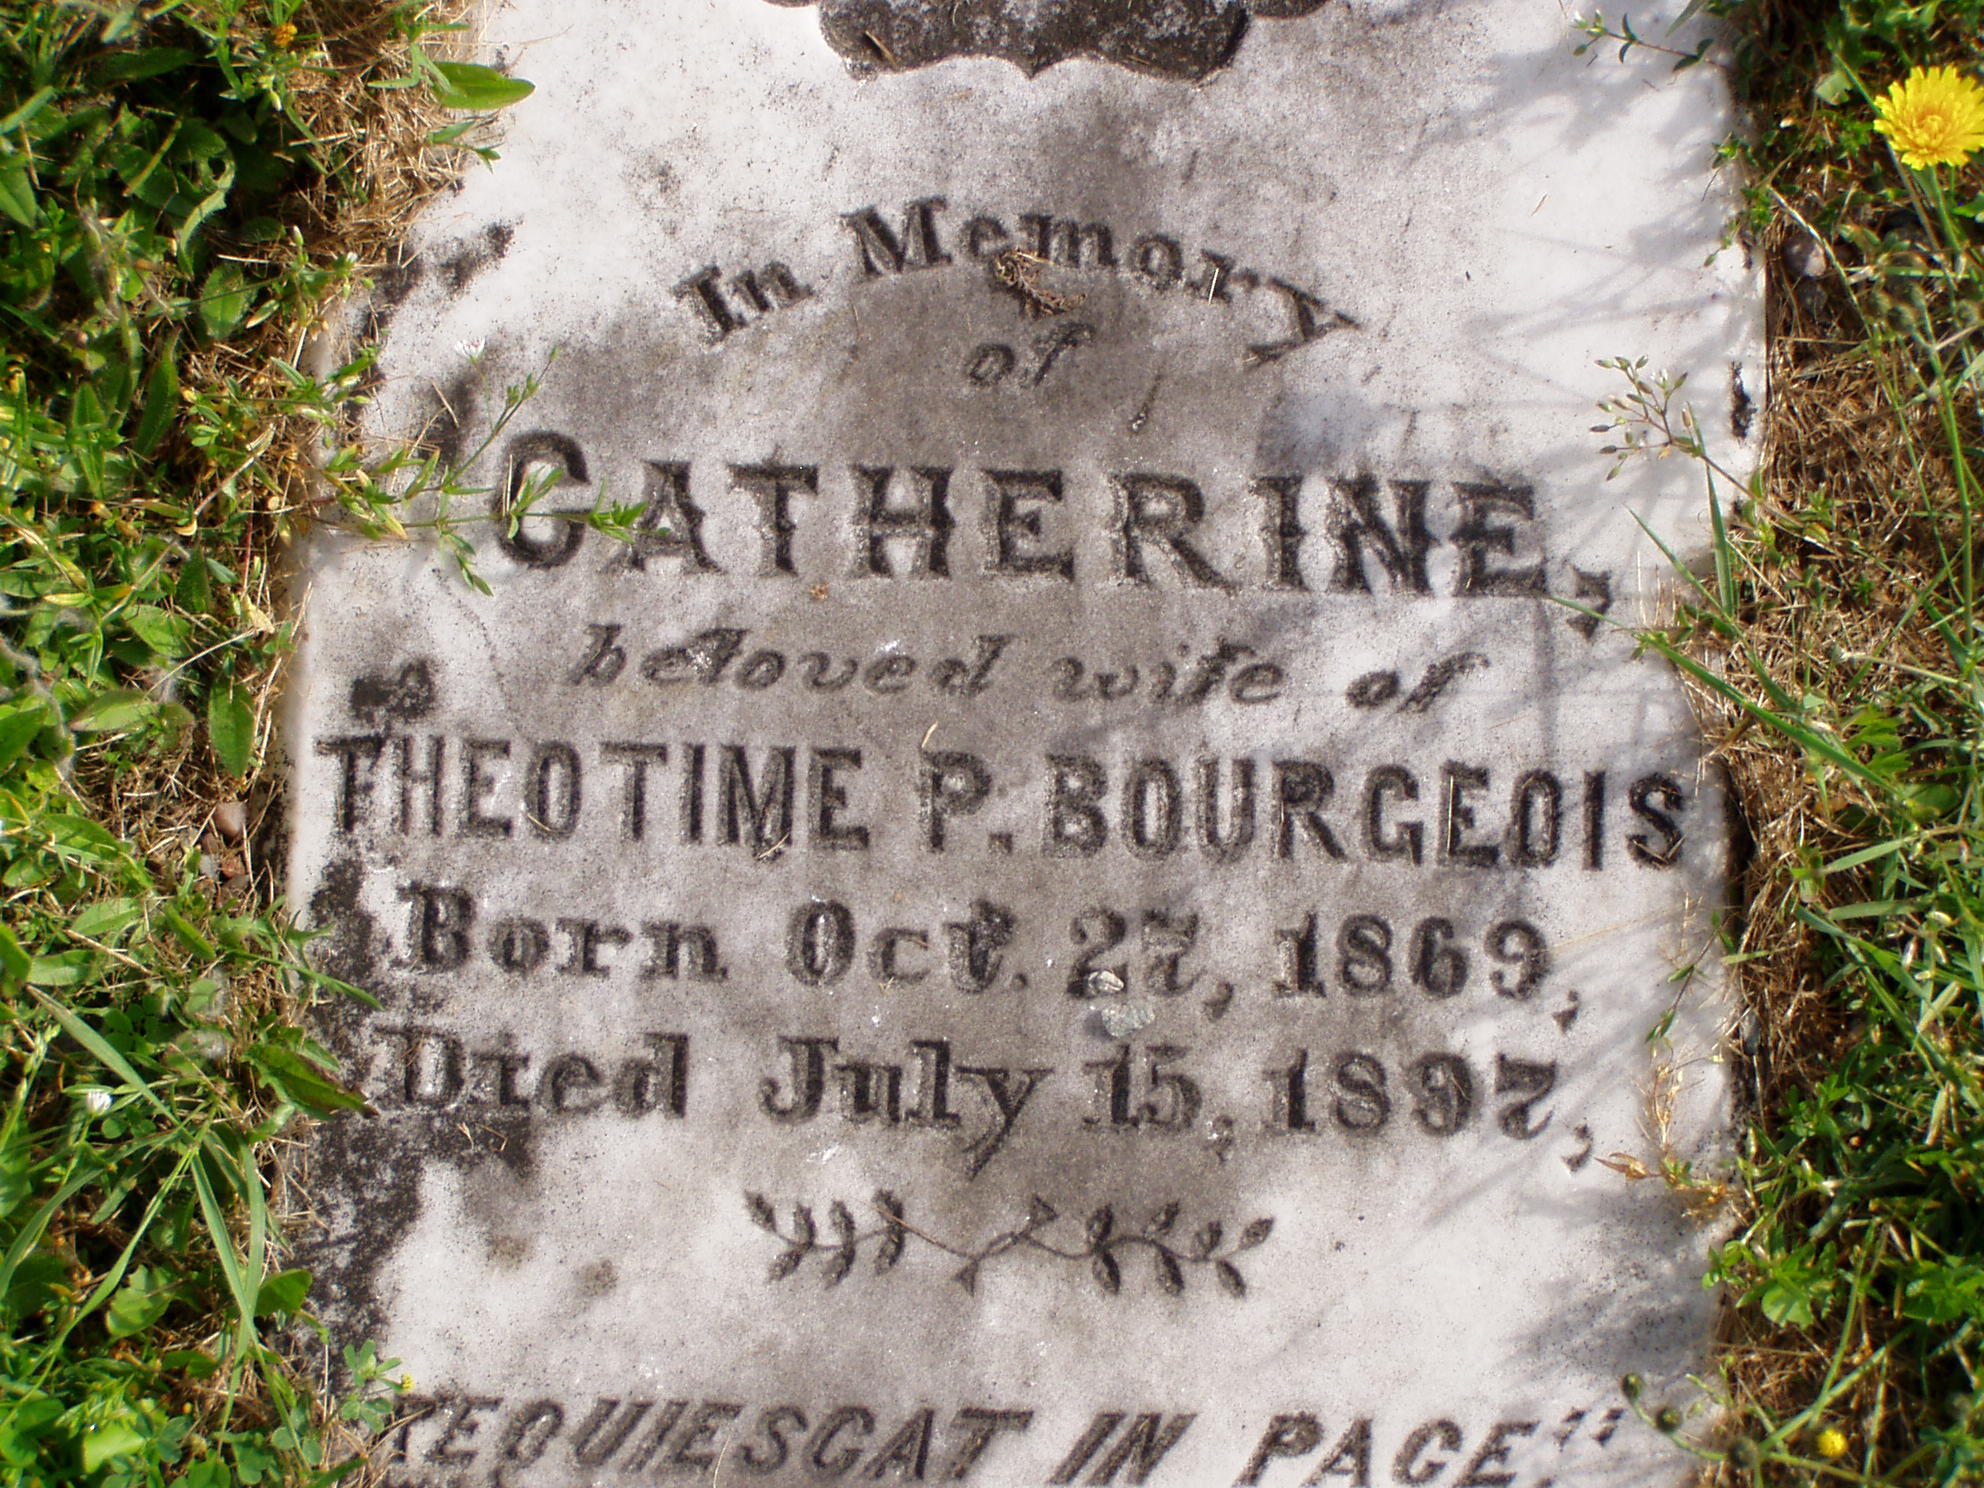 In Memory
of
CATHERINE,
beloved wife of
THEOTIME P. BOURGEOIS
Born Oct. 27, 1869,
Died July 15, 1897,
REQUIESCAT IN PACE."